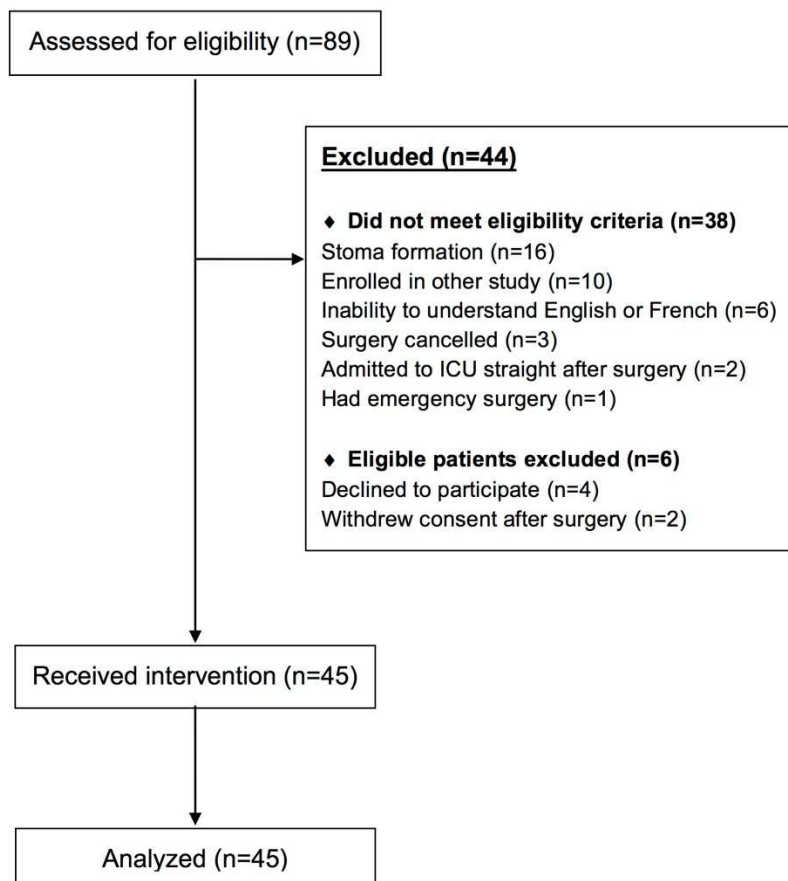 Assessed for eligibility (n=89)
Excluded (n=44)
♦ Did not meet eligibility criteria (n=38)
Stoma formation (n=16)
Enrolled in other study (n=10)
Inability to understand English or French (n=6)
Surgery cancelled (n=3)
Admitted to ICU straight after surgery (n=2)
Had emergency surgery (n=1)
♦ Eligible patients excluded (n=6)
Declined to participate (n=4)
Withdrew consent after surgery (n=2)
Received intervention (n=45)
Analyzed (n=45)